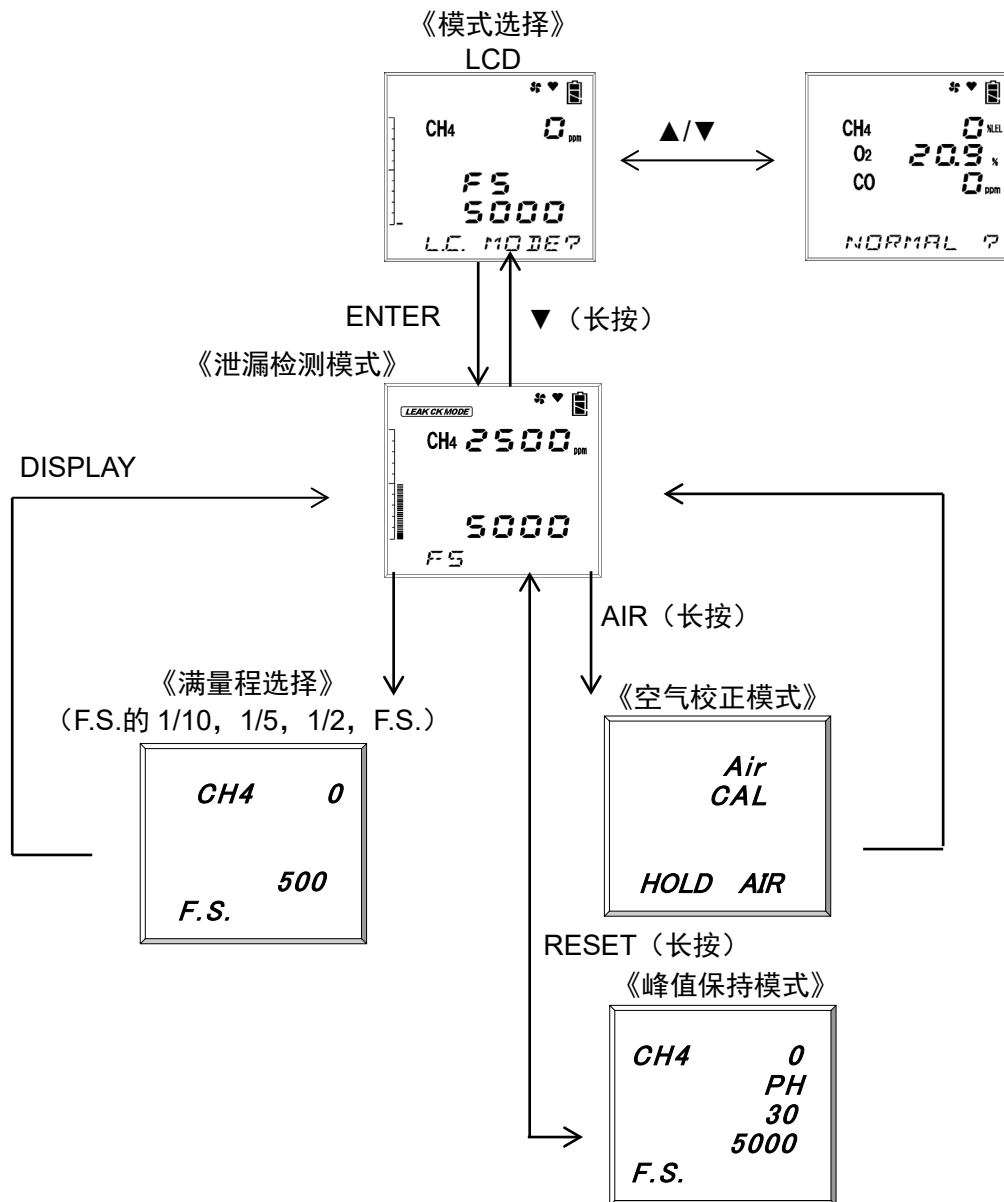 《模式选择》
LCD
CH4 0 ppm
FS
5000
L.C. MODE?
▲/▼
CH4 0 %LEL
O2 20.9 %
CO 0 ppm
NORMAL ?
ENTER
▼（长按）
《泄漏检测模式》
LEAK CK MODE
CH4 2500 ppm
5000
FS
DISPLAY
AIR（长按）
《满量程选择》
（F.S.的 1/10，1/5，1/2，F.S.）
CH4 0
500
F.S.
《空气校正模式》
Air
CAL
HOLD AIR
RESET（长按）
《峰值保持模式》
CH4 0
PH
30
5000
F.S.